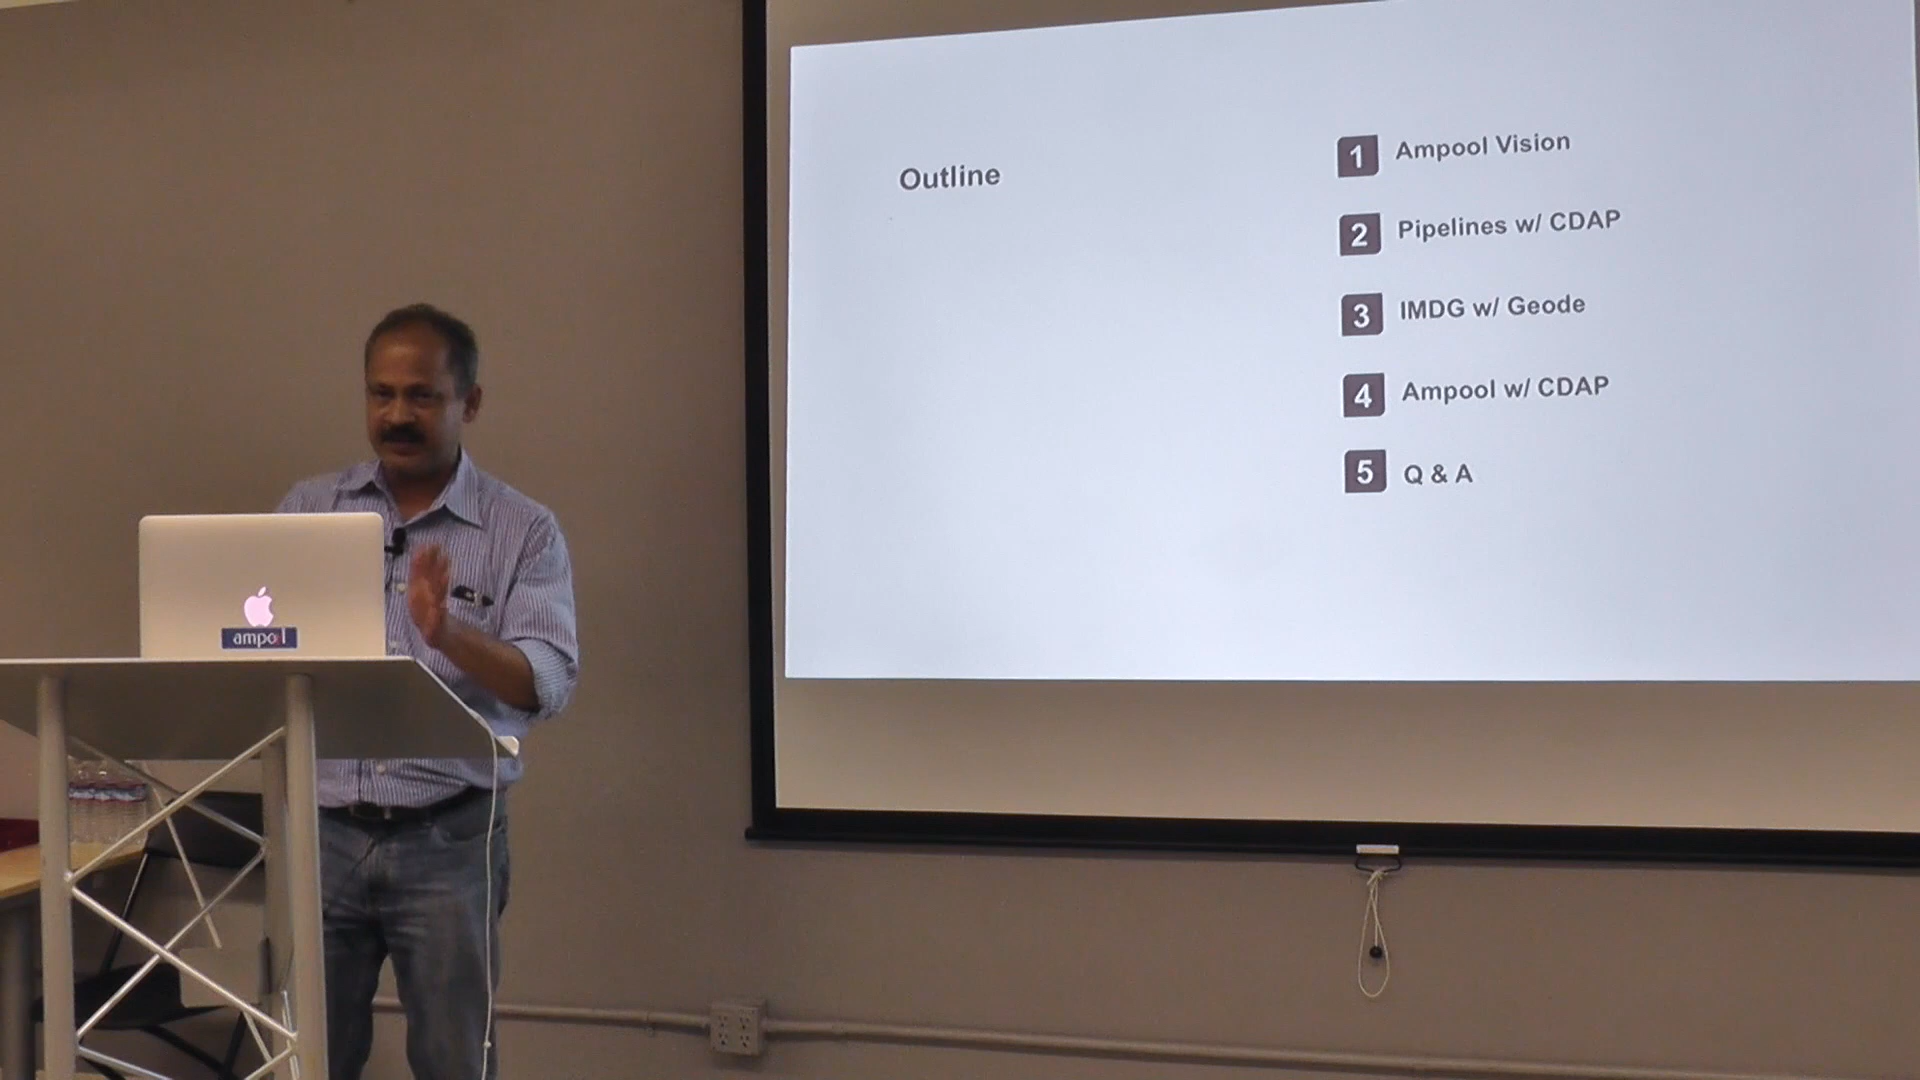 Outline
1 Ampool Vision
2 Pipelines w/ CDAP
3 IMDG w/ Geode
4 Ampool w/ CDAP
5 Q & A
ampool